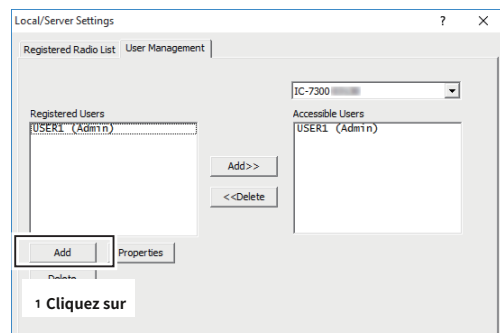 Local/Server Settings ? ×
Registered Radio List User Management
IC-7300
Registered Users Accessible Users
USER1 (Admin) USER1 (Admin)
Add>>
<<Delete
Add Properties
Delete
1 Cliquez sur